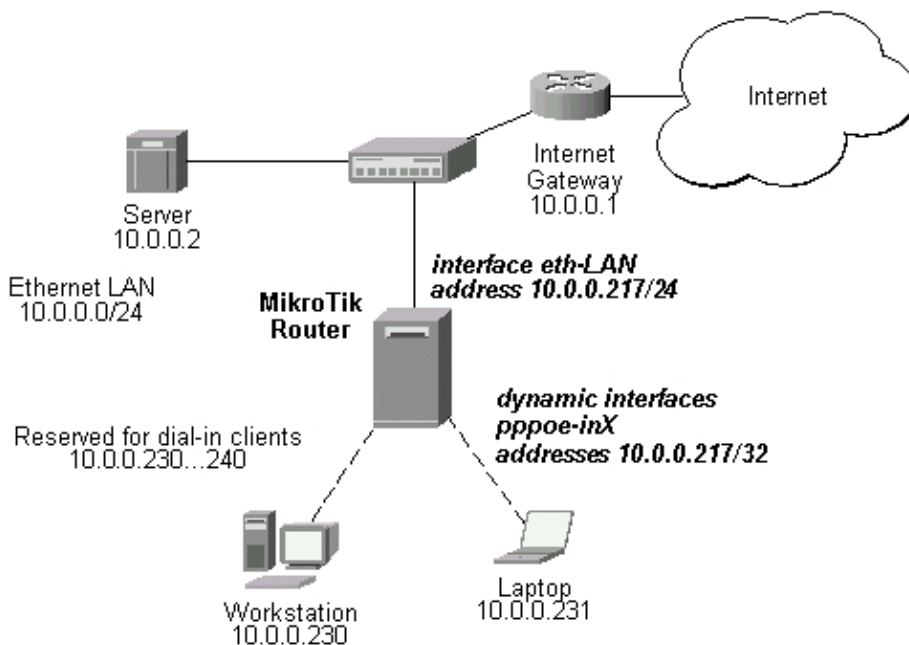 Internet
Internet
Gateway
10.0.0.1
Server
10.0.0.2
interface eth-LAN
address 10.0.0.217/24
Ethernet LAN
10.0.0.0/24
MikroTik
Router
dynamic interfaces
pppoe-inX
addresses 10.0.0.217/32
Reserved for dial-in clients
10.0.0.230...240
Workstation
10.0.0.230
Laptop
10.0.0.231